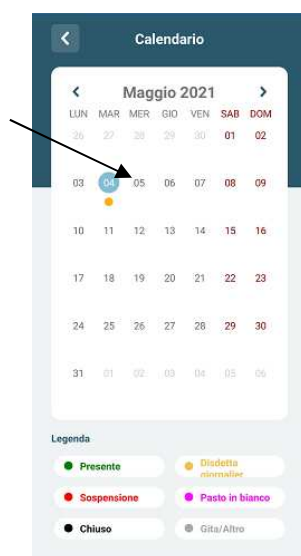 Calendario
Maggio 2021
LUN MAR MER GIO VEN SAB DOM
26 27 28 29 30 01 02
03 04 05 06 07 08 09
10 11 12 13 14 15 16
17 18 19 20 21 22 23
24 25 26 27 28 29 30
31 01 02 03 04 05 06
Legenda
Presente
Disdetta
giornalier
Sospensione
Pasto in bianco
Chiuso
Gita/Altro